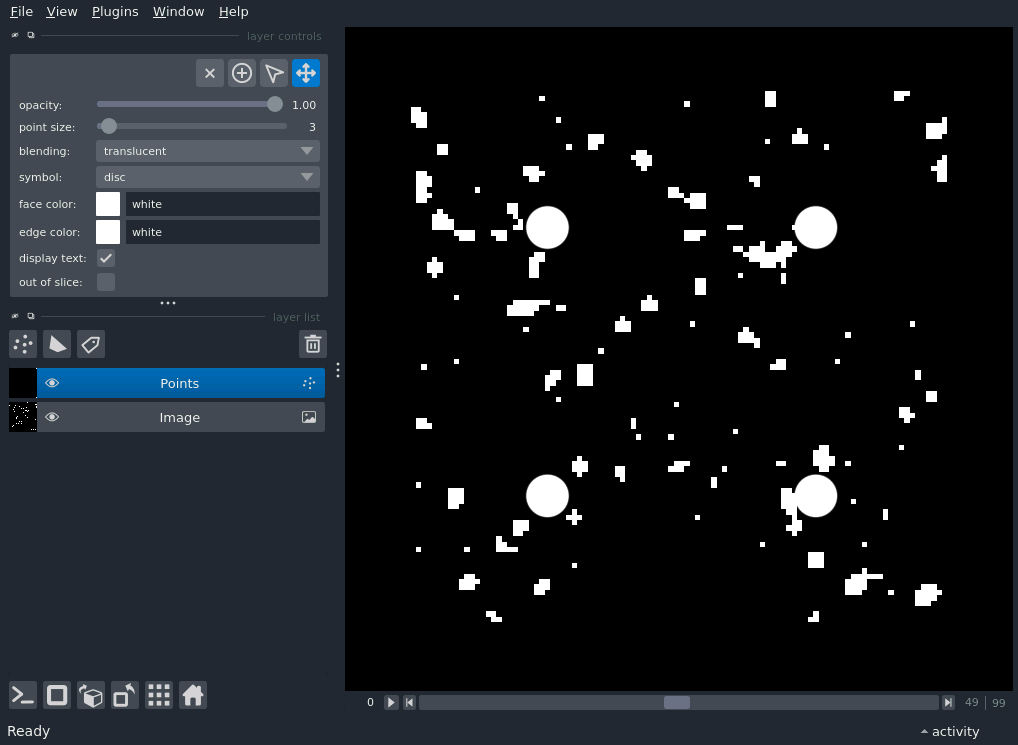 File View Plugins Window Help
layer controls
opacity: 1.00
point size: 3
blending: translucent
symbol: disc
face color: white
edge color: white
display text:
out of slice:
layer list
Points
Image
0 49 | 99
Ready activity